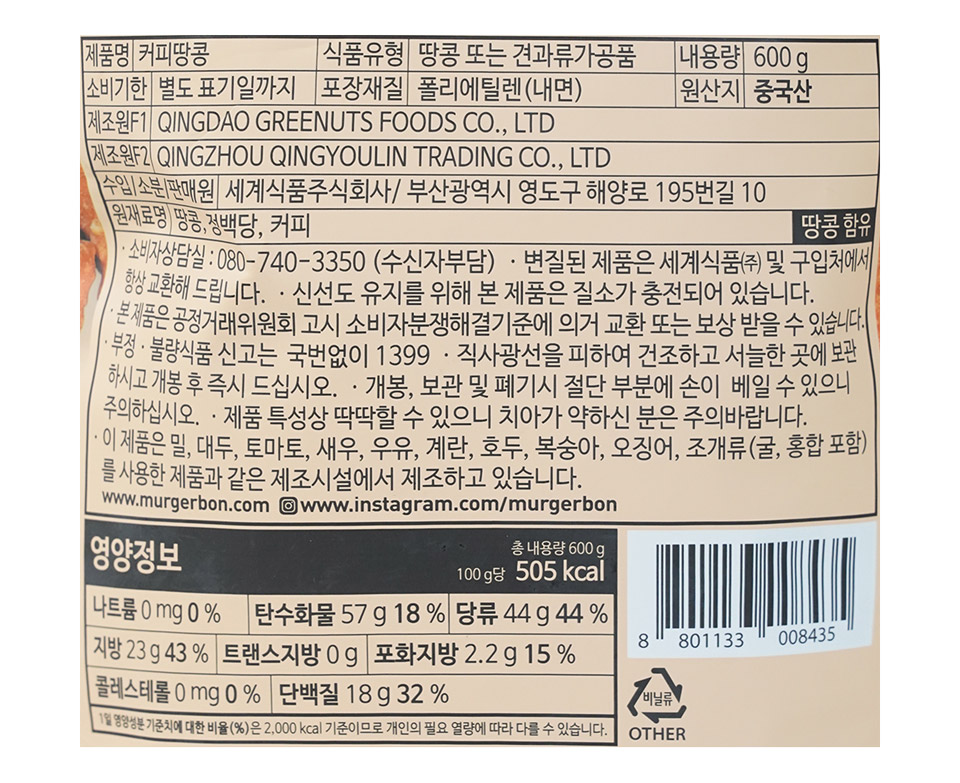 제품명 커피땅콩 식품유형 땅콩 또는 견과류가공품 내용량 600 g
소비기한 별도 표기일까지 포장재질 폴리에틸렌(내면) 원산지 중국산
제조원F1 QINGDAO GREENUTS FOODS CO., LTD
제조원F2 QINGZHOU QINGYOULIN TRADING CO., LTD
수입|소분|판매원 세계식품주식회사/ 부산광역시 영도구 해양로 195번길 10
원재료명 땅콩, 정백당, 커피 땅콩 함유
· 소비자상담실 : 080-740-3350 (수신자부담) · 변질된 제품은 세계식품㈜ 및 구입처에서
항상 교환해 드립니다. · 신선도 유지를 위해 본 제품은 질소가 충전되어 있습니다.
· 본 제품은 공정거래위원회 고시 소비자분쟁해결기준에 의거 교환 또는 보상 받을 수 있습니다.
· 부정 · 불량식품 신고는 국번없이 1399 · 직사광선을 피하여 건조하고 서늘한 곳에 보관
하시고 개봉 후 즉시 드십시오. · 개봉, 보관 및 폐기시 절단 부분에 손이 베일 수 있으니
주의하십시오. · 제품 특성상 딱딱할 수 있으니 치아가 약하신 분은 주의바랍니다.
· 이 제품은 밀, 대두, 토마토, 새우, 우유, 계란, 호두, 복숭아, 오징어, 조개류(굴, 홍합 포함)
를 사용한 제품과 같은 제조시설에서 제조하고 있습니다.
www.murgerbon.com www.instagram.com/murgerbon
영양정보 총 내용량 600 g
100 g당 505 kcal
나트륨 0 mg 0 % 탄수화물 57 g 18 % 당류 44 g 44 %
지방 23 g 43 % 트랜스지방 0 g 포화지방 2.2 g 15 %
콜레스테롤 0 mg 0 % 단백질 18 g 32 %
1일 영양성분 기준치에 대한 비율(%)은 2,000 kcal 기준이므로 개인의 필요 열량에 따라 다를 수 있습니다.
8 801133 008435
비닐류
OTHER